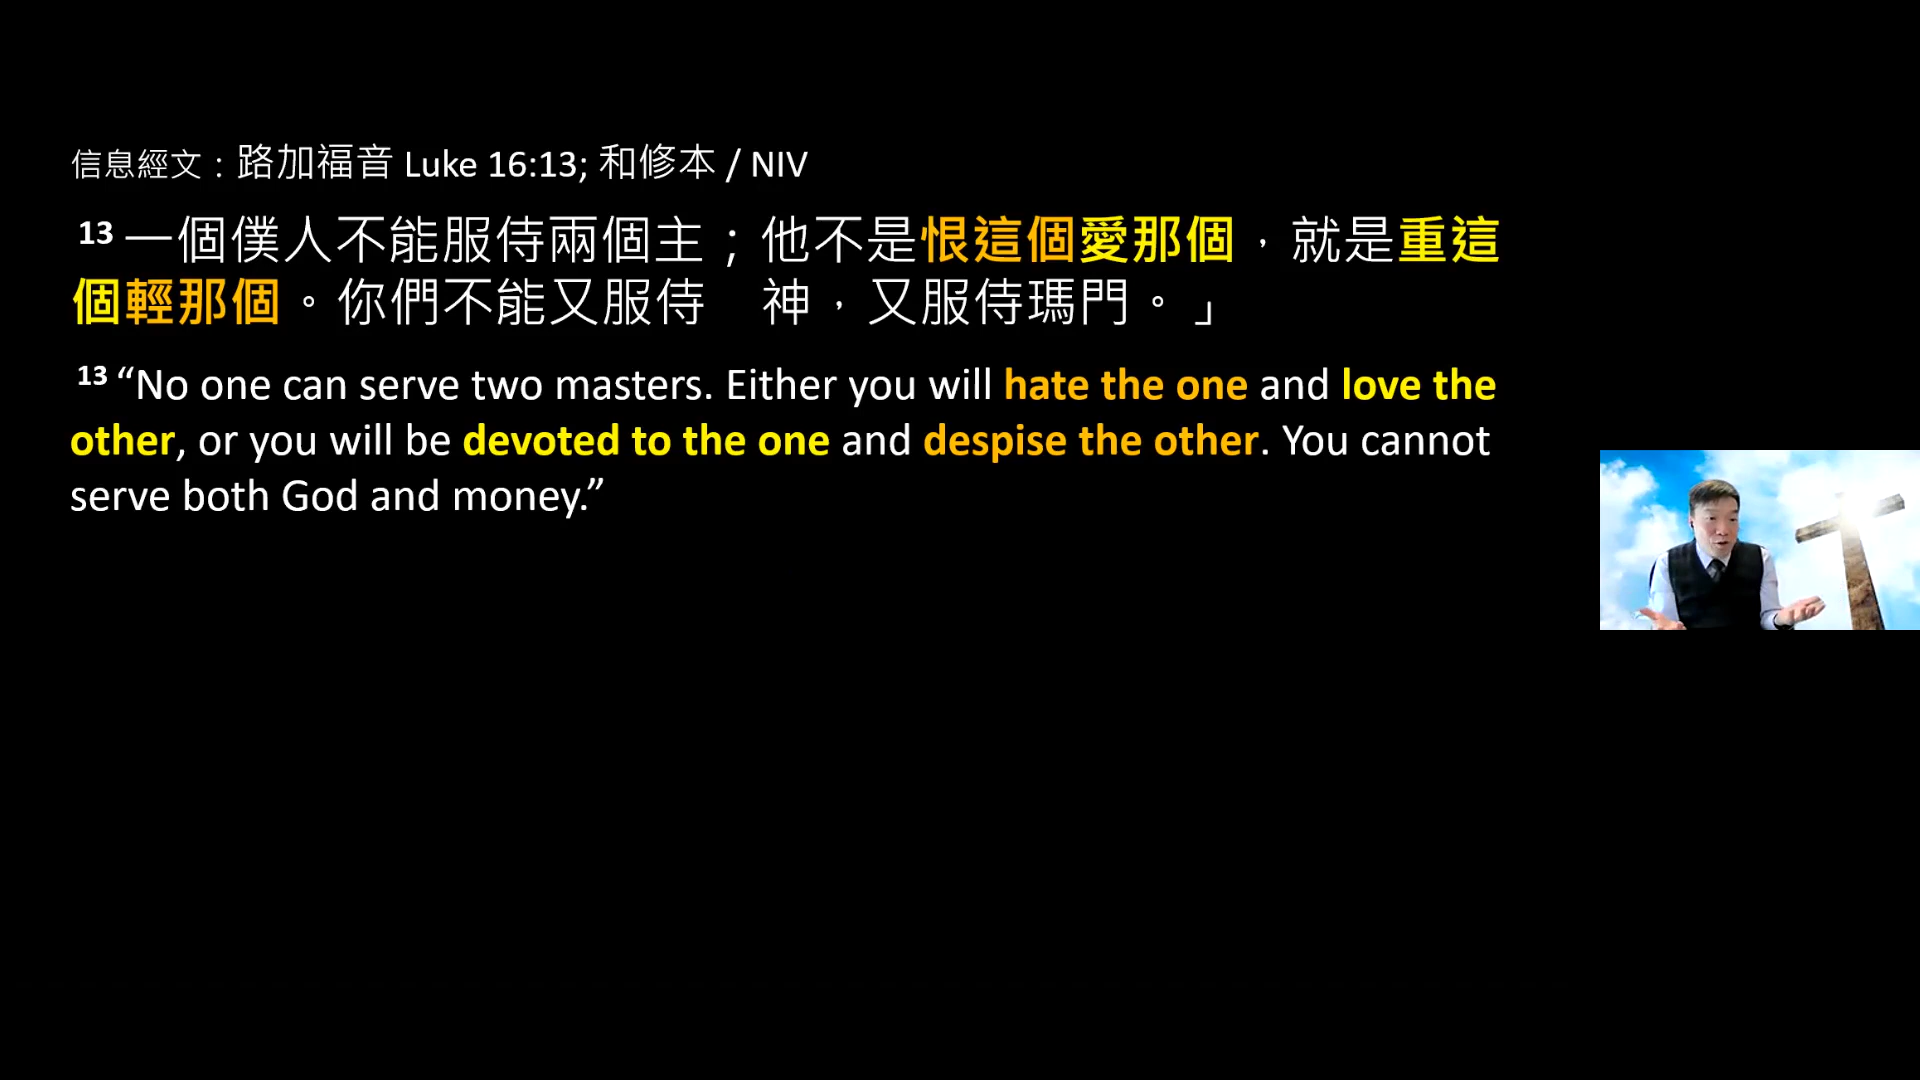 信息經文：路加福音 Luke 16:13; 和修本 / NIV
13 一個僕人不能服侍兩個主；他不是恨這個愛那個，就是重這
個輕那個。你們不能又服侍　神，又服侍瑪門。」
13 “No one can serve two masters. Either you will hate the one and love the
other, or you will be devoted to the one and despise the other. You cannot
serve both God and money.”